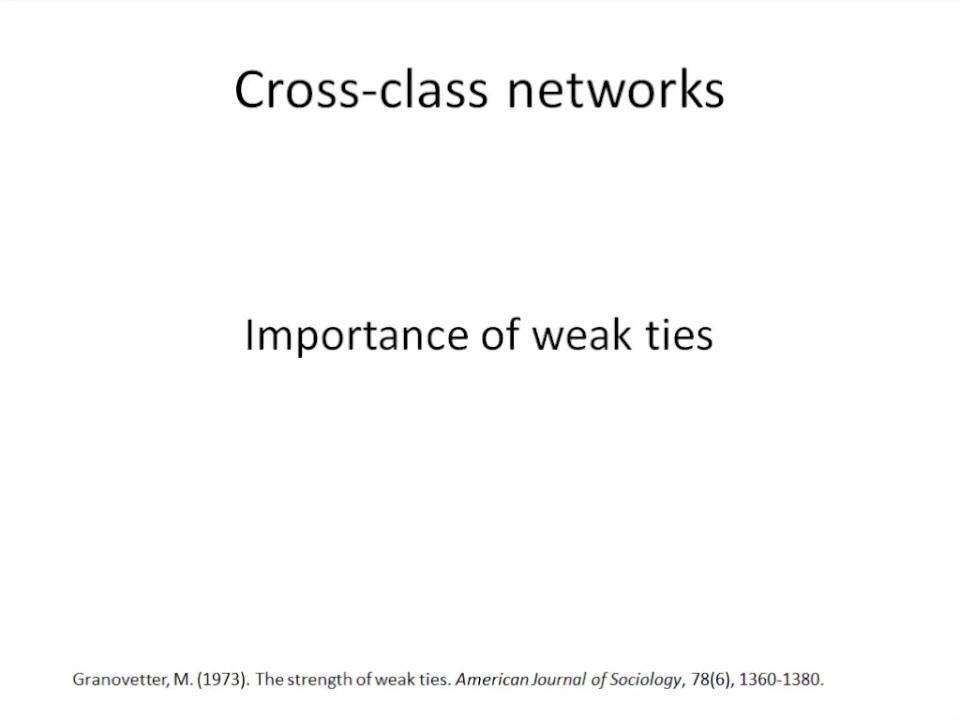 Cross-class networks
Importance of weak ties
Granovetter, M. (1973). The strength of weak ties. American Journal of Sociology, 78(6), 1360-1380.